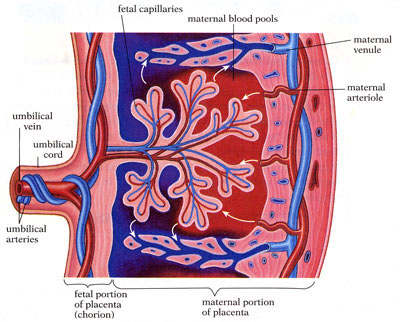 fetal capillaries
maternal blood pools
maternal
venule
maternal
arteriole
umbilical
vein
umbilical
cord
umbilical
arteries
fetal portion
of placenta
(chorion)
maternal portion
of placenta